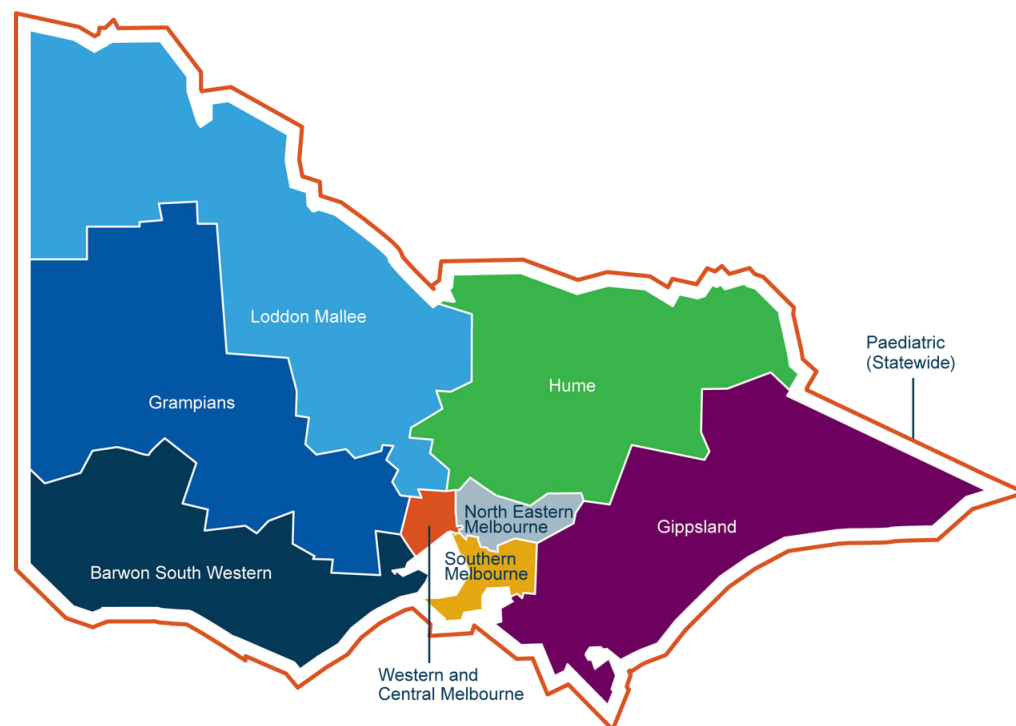 Loddon Mallee
Paediatric
(Statewide)
Hume
Grampians
North Eastern
Melbourne
Gippsland
Southern
Melbourne
Barwon South Western
Western and
Central Melbourne